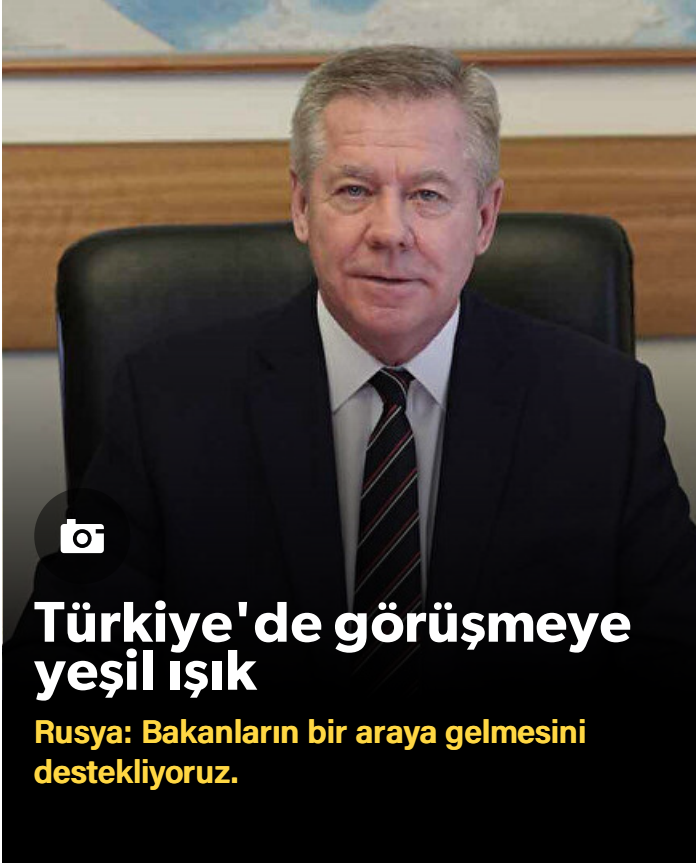 Türkiye'de görüşmeye
yeşil ışık
Rusya: Bakanların bir araya gelmesini
destekliyoruz.